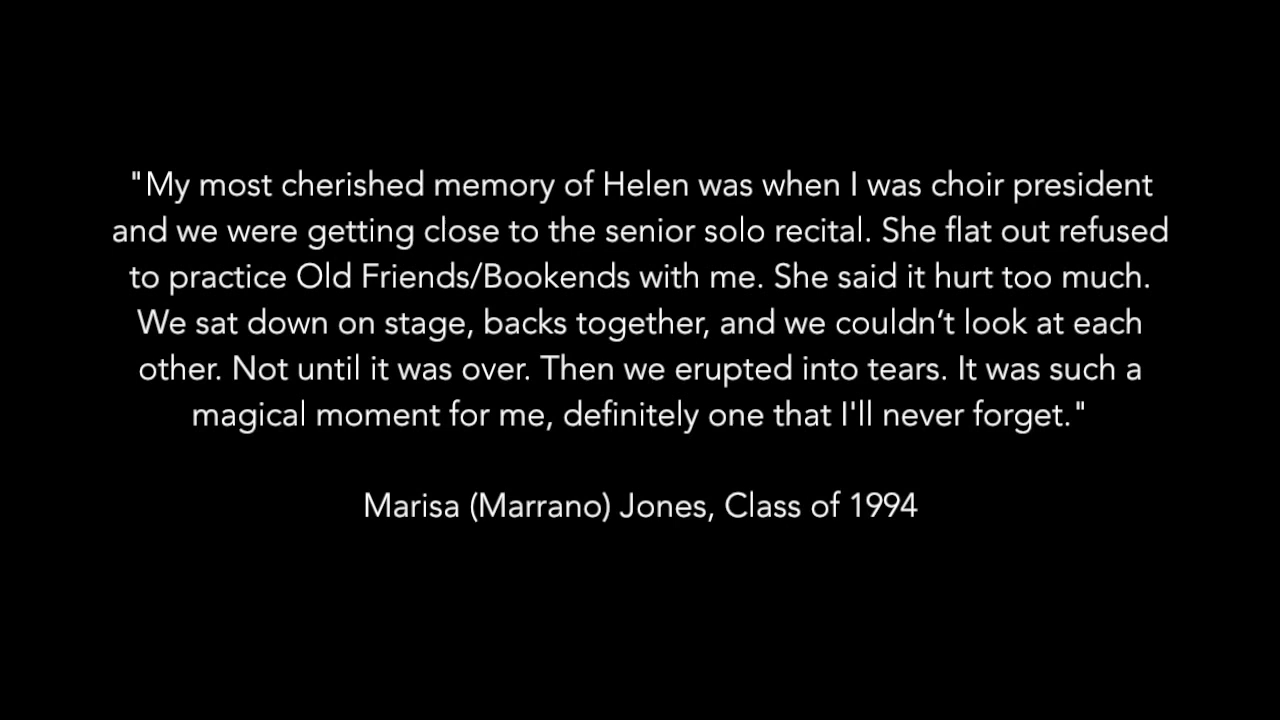 "My most cherished memory of Helen was when I was choir president
and we were getting close to the senior solo recital. She flat out refused
to practice Old Friends/Bookends with me. She said it hurt too much.
We sat down on stage, backs together, and we couldn’t look at each
other. Not until it was over. Then we erupted into tears. It was such a
magical moment for me, definitely one that I'll never forget."
Marisa (Marrano) Jones, Class of 1994